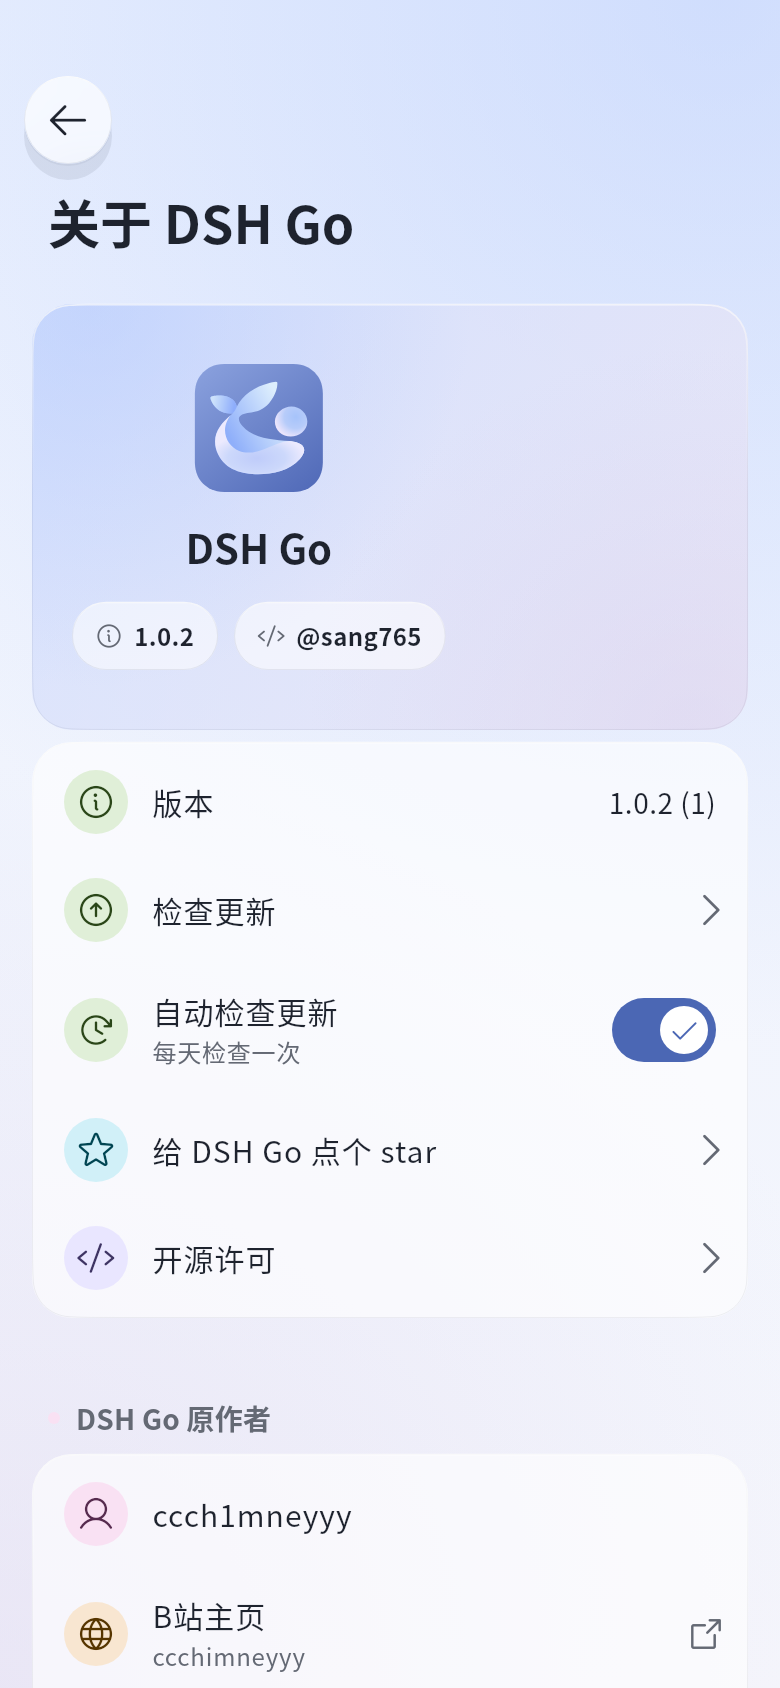 关于 DSH Go
DSH Go
1.0.2
@sang765
版本
1.0.2 (1)
检查更新
自动检查更新
每天检查一次
给 DSH Go 点个 star
开源许可
DSH Go 原作者
ccch1mneyyy
B站主页
ccchimneyyy